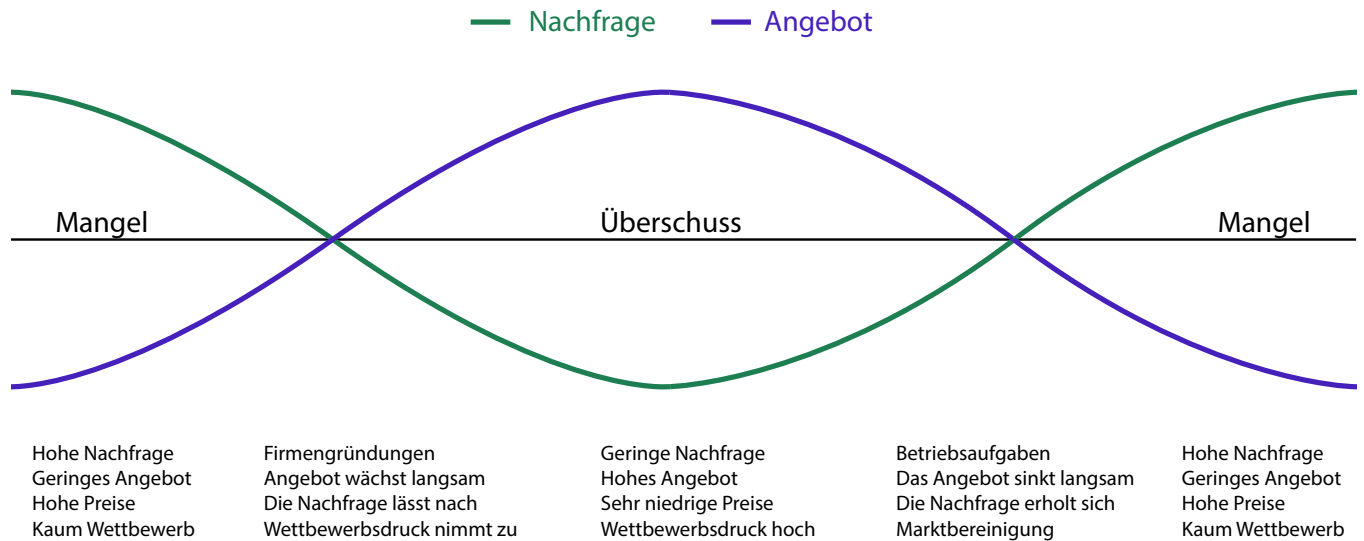 Nachfrage Angebot
Mangel Überschuss Mangel
Hohe Nachfrage
Geringes Angebot
Hohe Preise
Kaum Wettbewerb
Firmengründungen
Angebot wächst langsam
Die Nachfrage lässt nach
Wettbewerbsdruck nimmt zu
Geringe Nachfrage
Hohes Angebot
Sehr niedrige Preise
Wettbewerbsdruck hoch
Betriebsaufgaben
Das Angebot sinkt langsam
Die Nachfrage erholt sich
Marktbereinigung
Hohe Nachfrage
Geringes Angebot
Hohe Preise
Kaum Wettbewerb